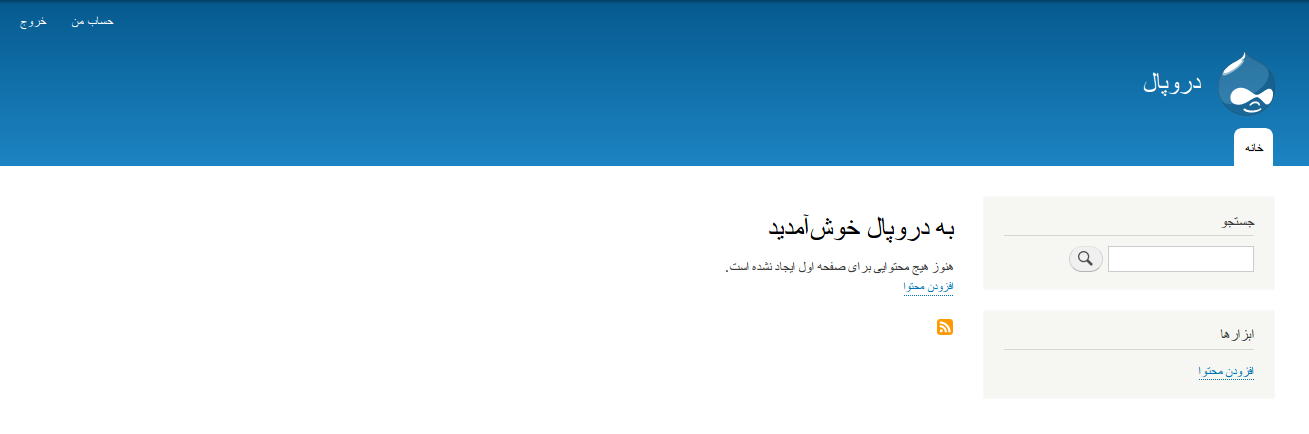 حساب من
خروج
دروپال
خانه
جستجو
به دروپال خوش‌آمدید
هنوز هیچ محتوایی برای صفحه اول ایجاد نشده است.
افزودن محتوا
ابزارها
افزودن محتوا